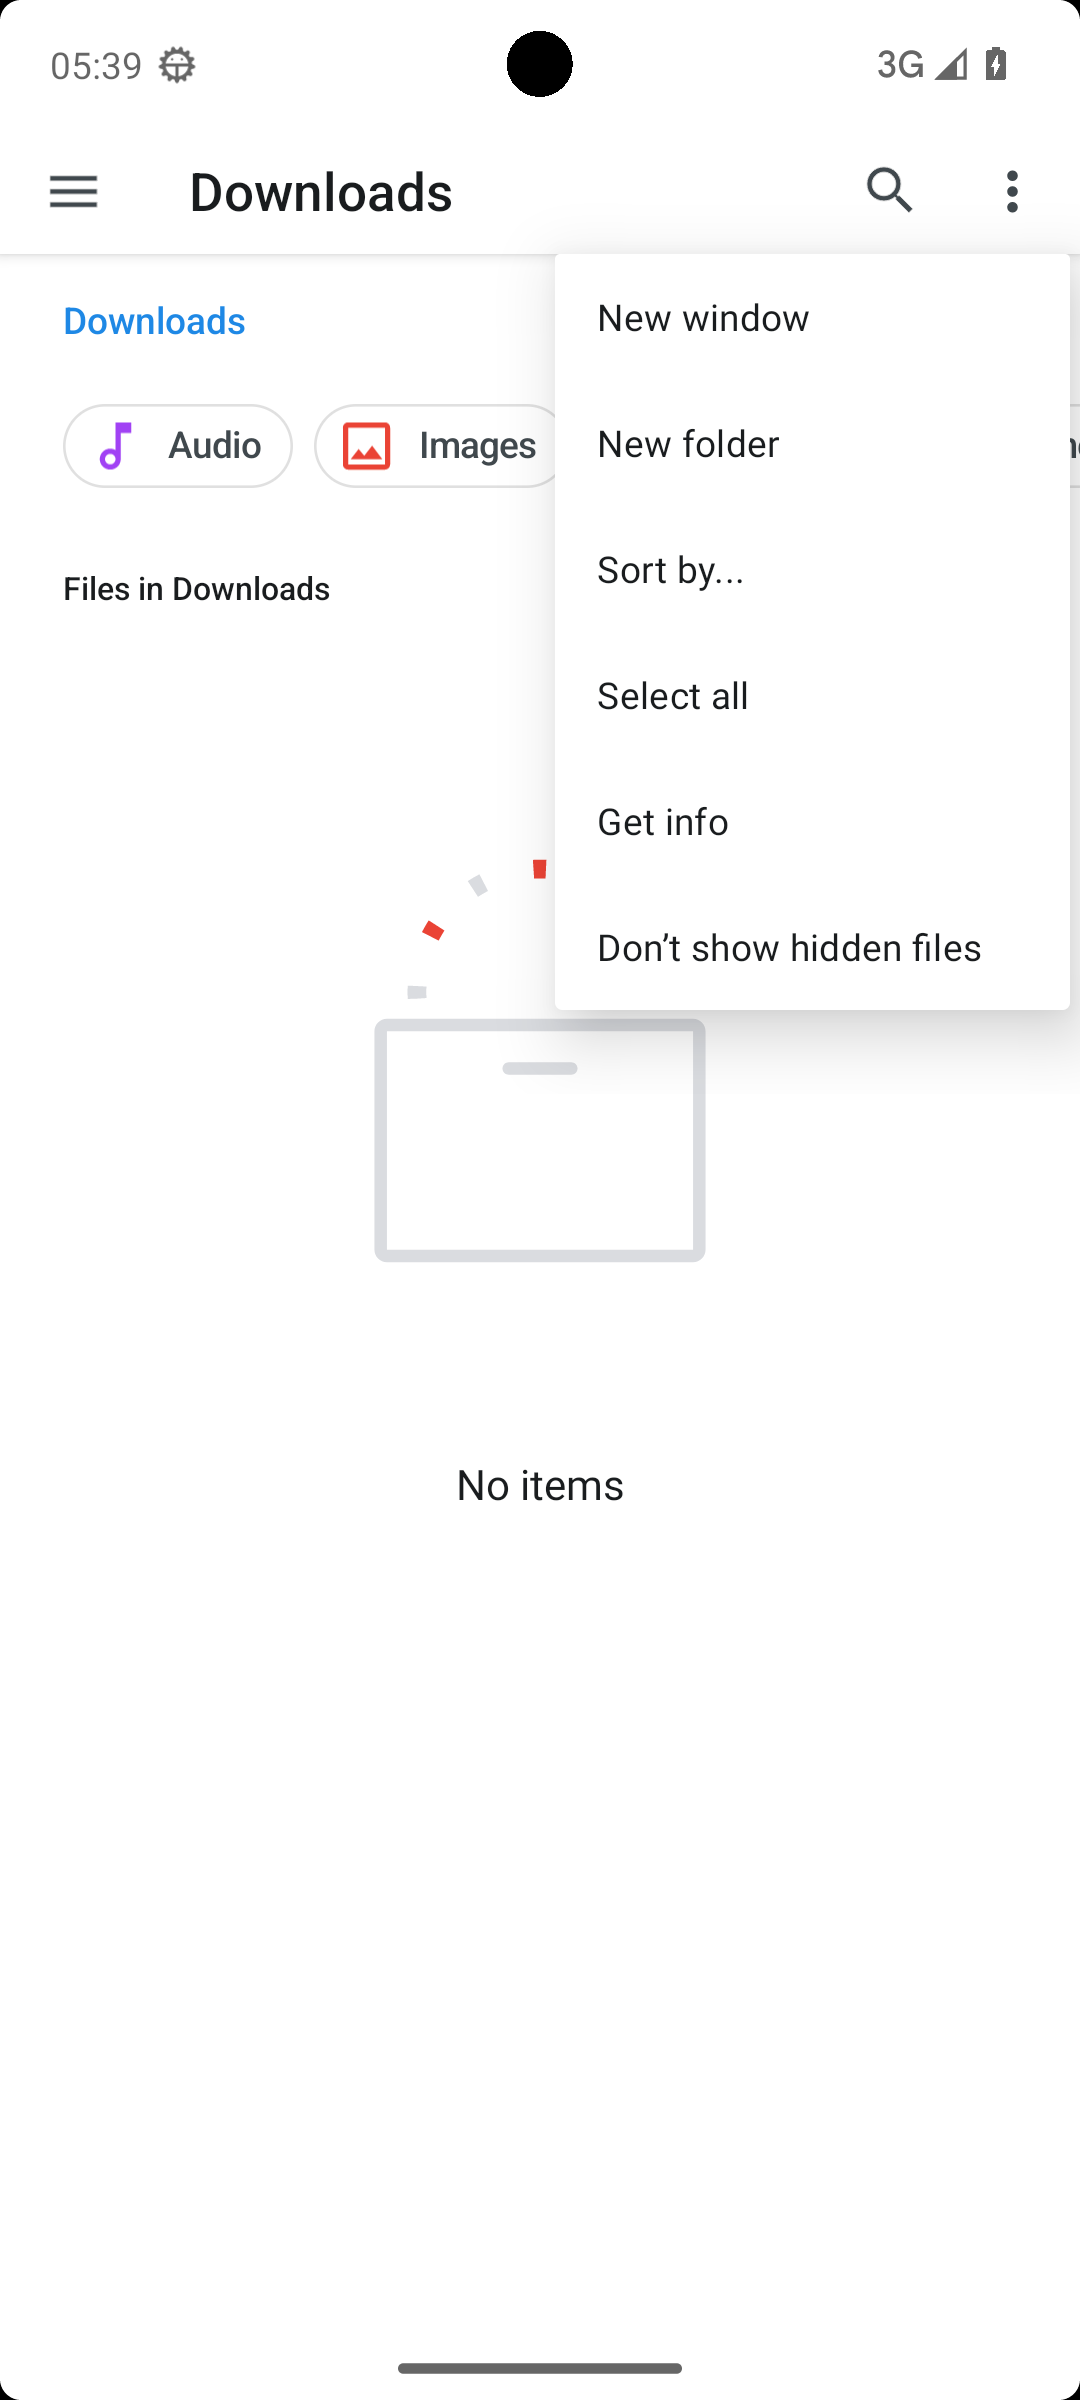 05:39
3G
Downloads
Downloads
New window
Audio
Images
New folder
Sort by...
Files in Downloads
Select all
Get info
Don’t show hidden files
No items